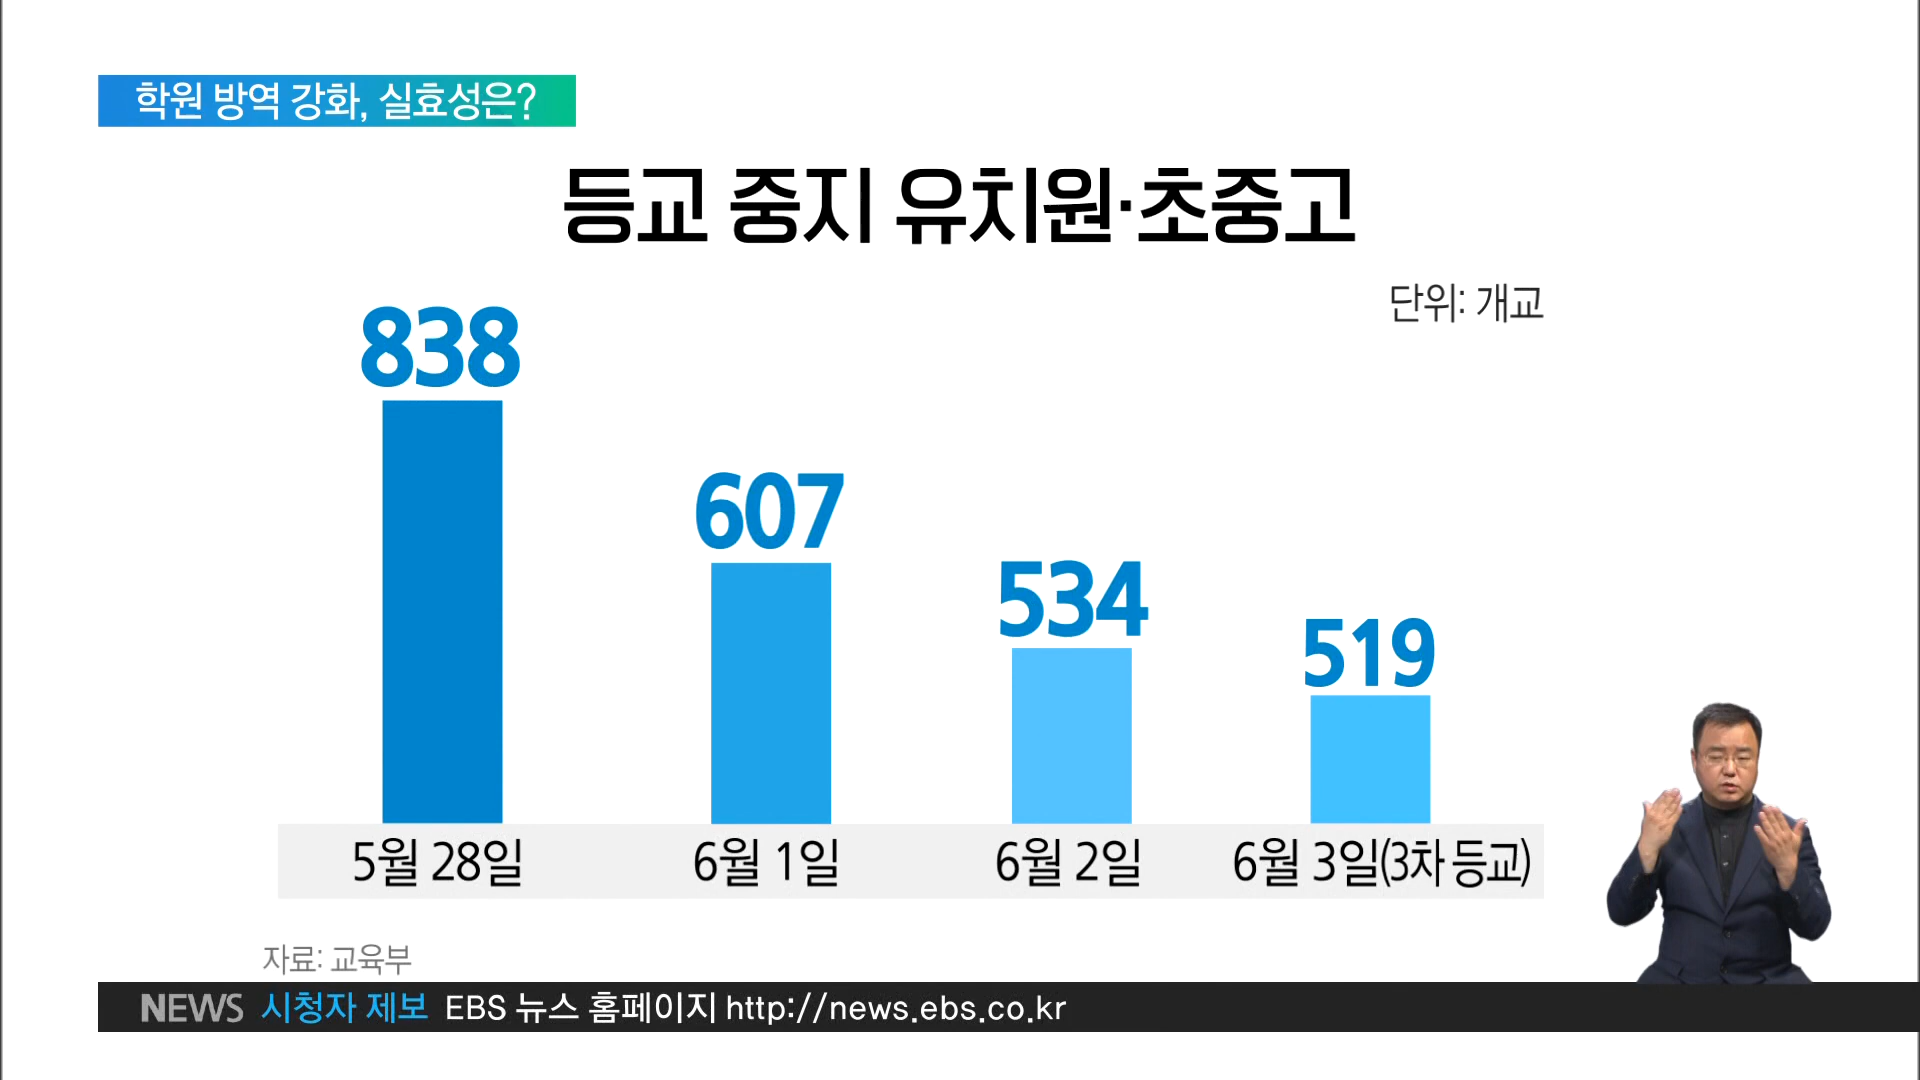 학원 방역 강화, 실효성은?
등교 중지 유치원·초중고
단위: 개교
838
607
534
519
5월 28일
6월 1일
6월 2일
6월 3일(3차 등교)
자료: 교육부
NEWS 시청자 제보 EBS 뉴스 홈페이지 http://news.ebs.co.kr